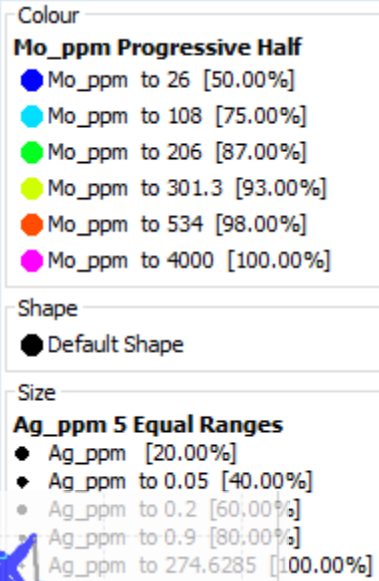 Colour
Mo_ppm Progressive Half
Mo_ppm to 26 [50.00%]
Mo_ppm to 108 [75.00%]
Mo_ppm to 206 [87.00%]
Mo_ppm to 301.3 [93.00%]
Mo_ppm to 534 [98.00%]
Mo_ppm to 4000 [100.00%]
Shape
Default Shape
Size
Ag_ppm 5 Equal Ranges
Ag_ppm [20.00%]
Ag_ppm to 0.05 [40.00%]
Ag_ppm to 0.2 [60.00%]
Ag_ppm to 0.9 [80.00%]
Ag_ppm to 274.6285 [100.00%]